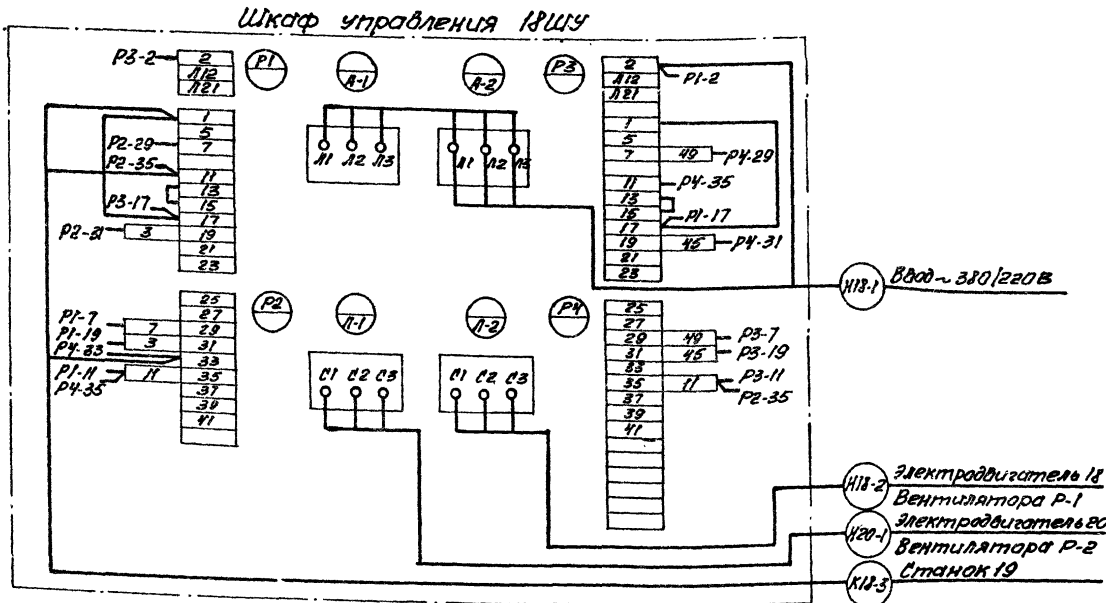 Шкаф управления 18ШУ
Р3-2
2
Л12
Л21
Р1
А-1
А-2
Р3
2
Л12
Л21
Р1-2
1
5
7
Р2-29
Р2-35
11
13
15
Р3-17
17
Р2-31
3
19
21
23
Л1 Л2 Л3
Л1 Л2 Л3
1
5
7
49
Р4-29
11
Р4-35
13
15
Р1-17
17
19
45
Р4-31
21
23
Н18-1
Ввод ~ 380/220В
25
27
Р1-7
7
29
Р1-19
3
31
Р4-33
33
Р1-11
11
35
Р4-35
37
39
41
Р2
Л-1
Л-2
Р4
С1 С2 С3
С1 С2 С3
25
27
29
49
Р3-7
31
45
Р3-19
33
35
11
Р3-11
Р2-35
37
39
41
Н18-2
Электродвигатель 18
Вентилятора Р-1
Н20-1
Электродвигатель 20
Вентилятора Р-2
К18-3
Станок 19